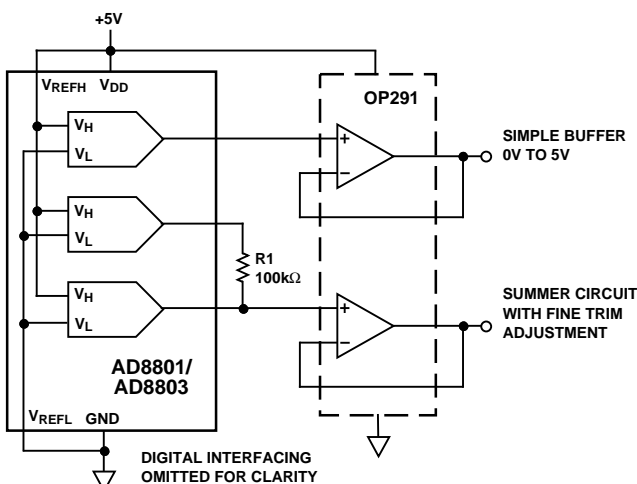 +5V
VREFH VDD
OP291
VH
VL
+
−
SIMPLE BUFFER
0V TO 5V
VH
VL
R1
100kΩ
VH
VL
+
−
SUMMER CIRCUIT
WITH FINE TRIM
ADJUSTMENT
AD8801/
AD8803
VREFL GND
DIGITAL INTERFACING
OMITTED FOR CLARITY